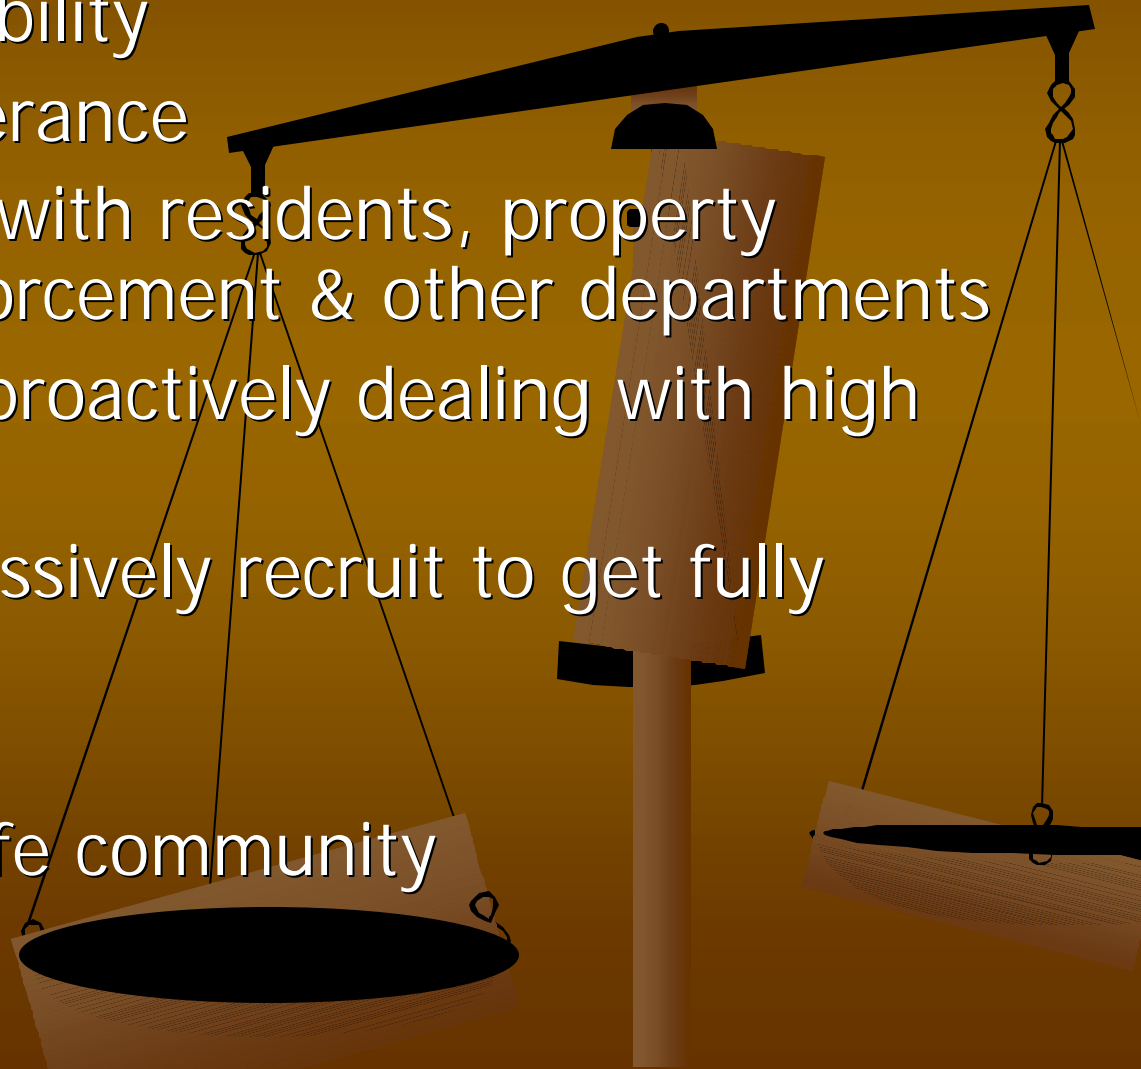 bility
erance
with residents, property
orcement & other departments
proactively dealing with high
ssively recruit to get fully
fe community